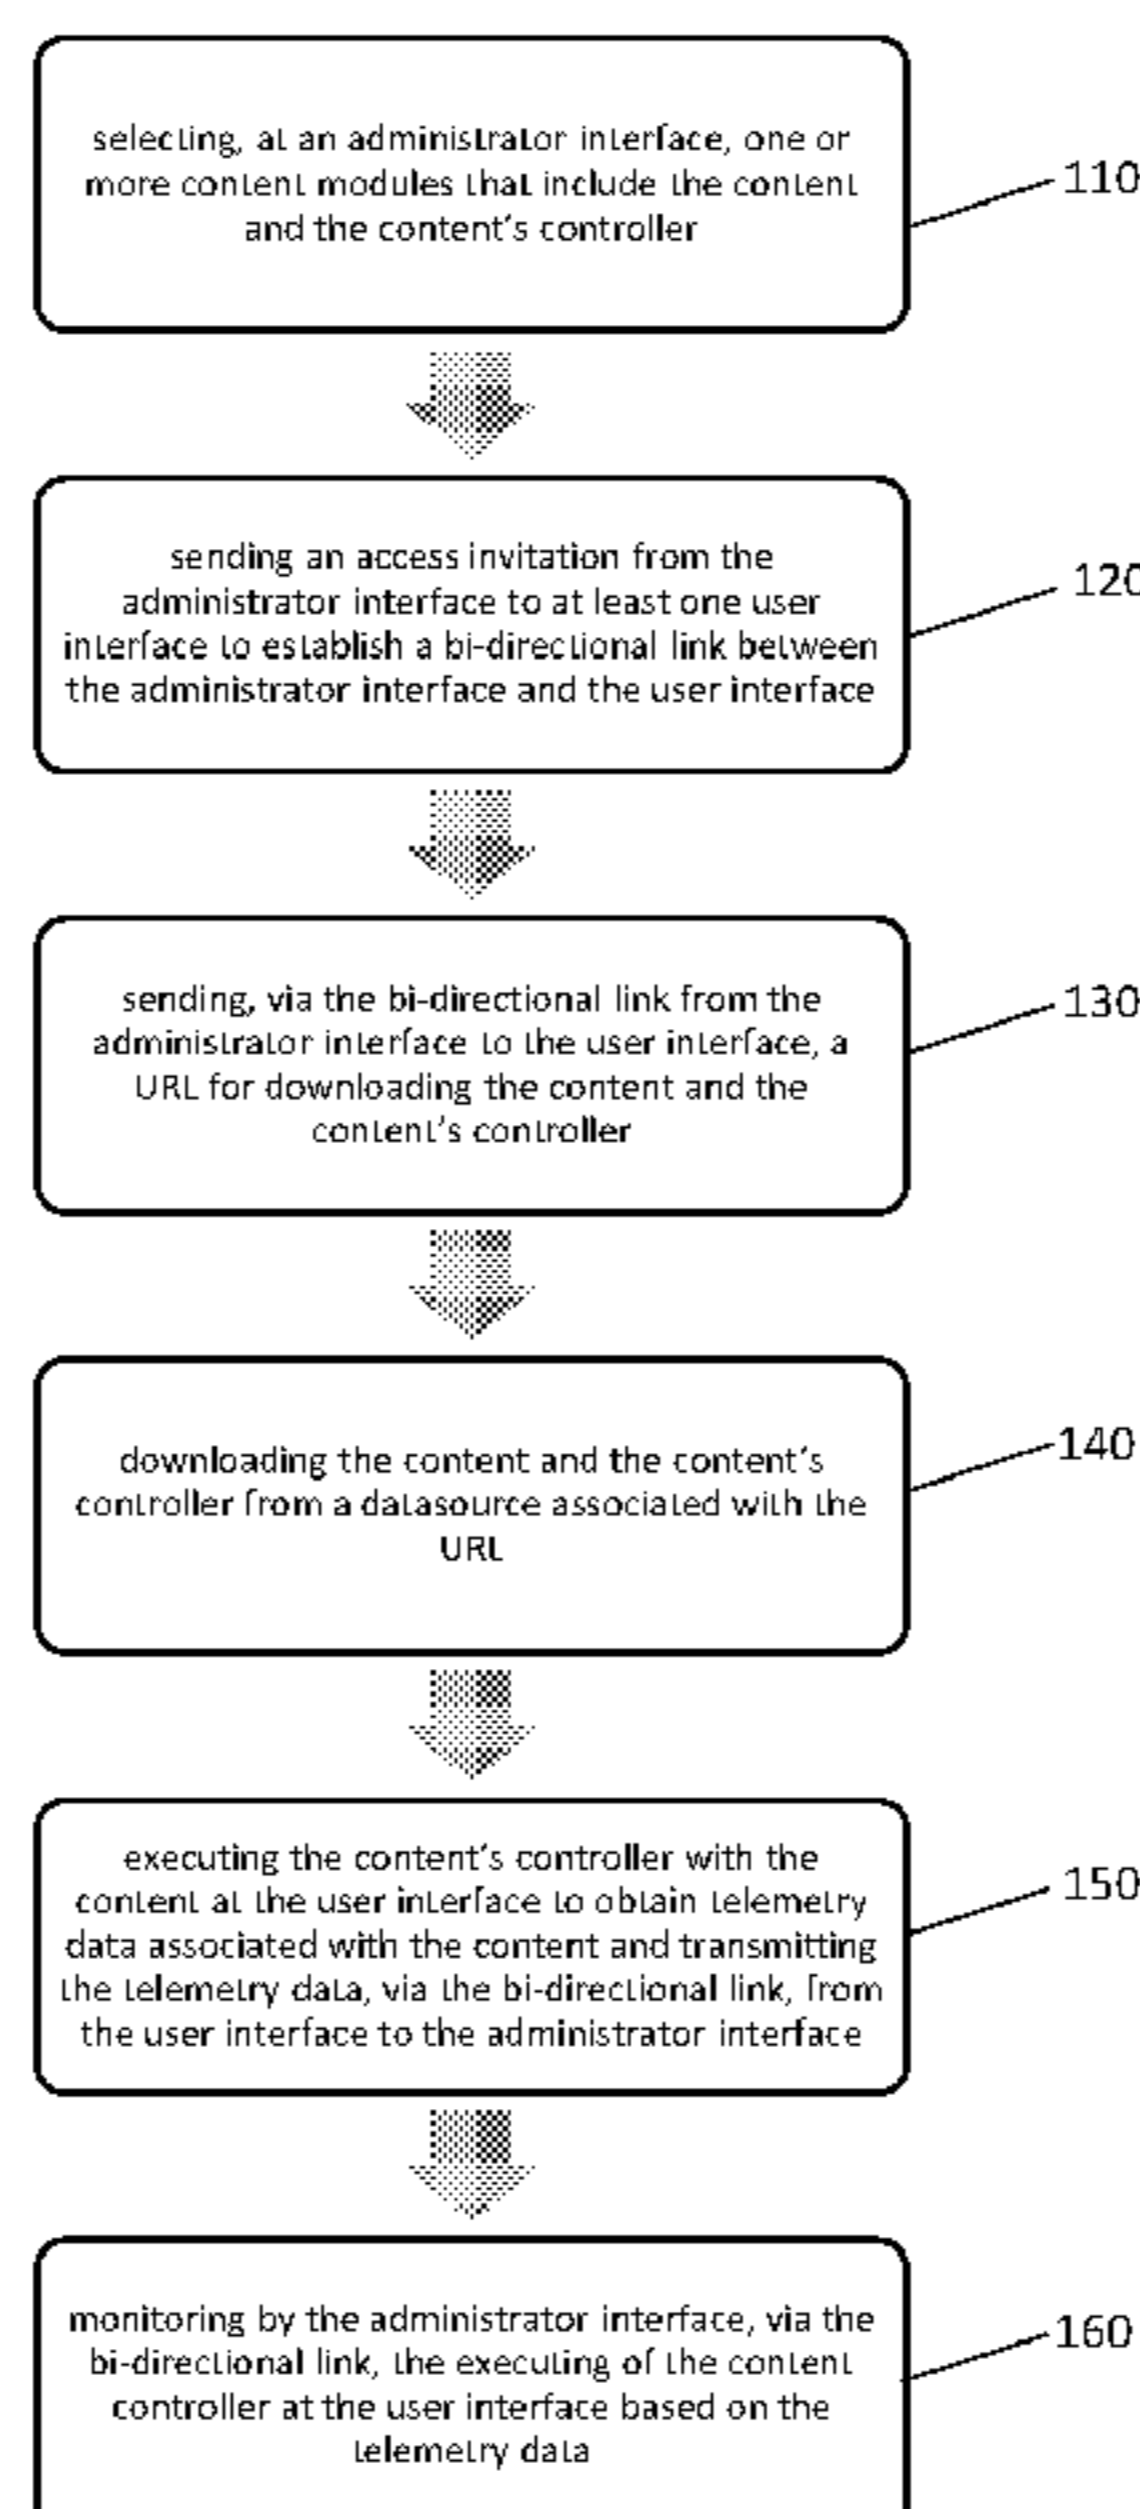 selecting, at an administrator interface, one or
more content modules that include the content
and the content's controller
110
sending an access invitation from the
administrator interface to at least one user
interface to establish a bi-directional link between
the administrator interface and the user interface
120
sending, via the bi-directional link from the
administrator interface to the user interface, a
URL for downloading the content and the
content's controller
130
downloading the content and the content's
controller from a datasource associated with the
URL
140
executing the content's controller with the
content at the user interface to obtain telemetry
data associated with the content and transmitting
the telemetry data, via the bi-directional link, from
the user interface to the administrator interface
150
monitoring by the administrator interface, via the
bi-directional link, the executing of the content
controller at the user interface based on the
telemetry data
160